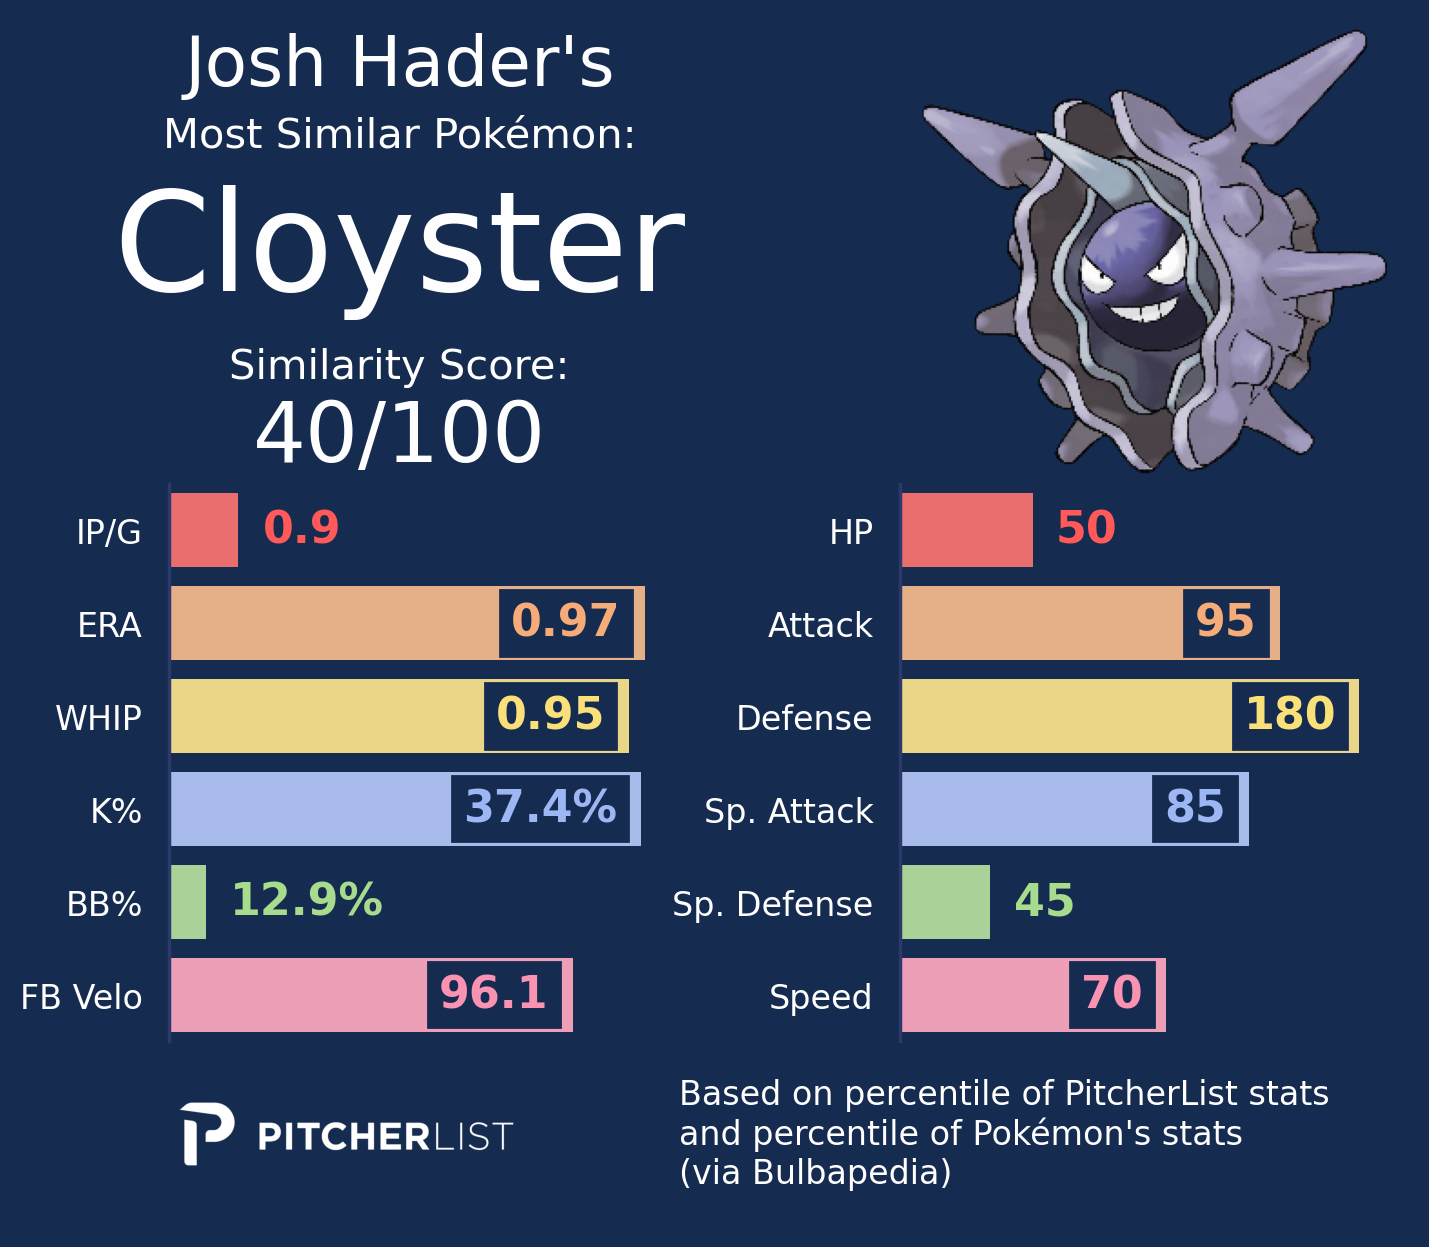 Josh Hader's
Most Similar Pokémon:
Cloyster
Similarity Score:
40/100
IP/G 0.9
ERA 0.97
WHIP 0.95
K% 37.4%
BB% 12.9%
FB Velo 96.1
HP 50
Attack 95
Defense 180
Sp. Attack 85
Sp. Defense 45
Speed 70
PITCHERLIST
Based on percentile of PitcherList stats
and percentile of Pokémon's stats
(via Bulbapedia)